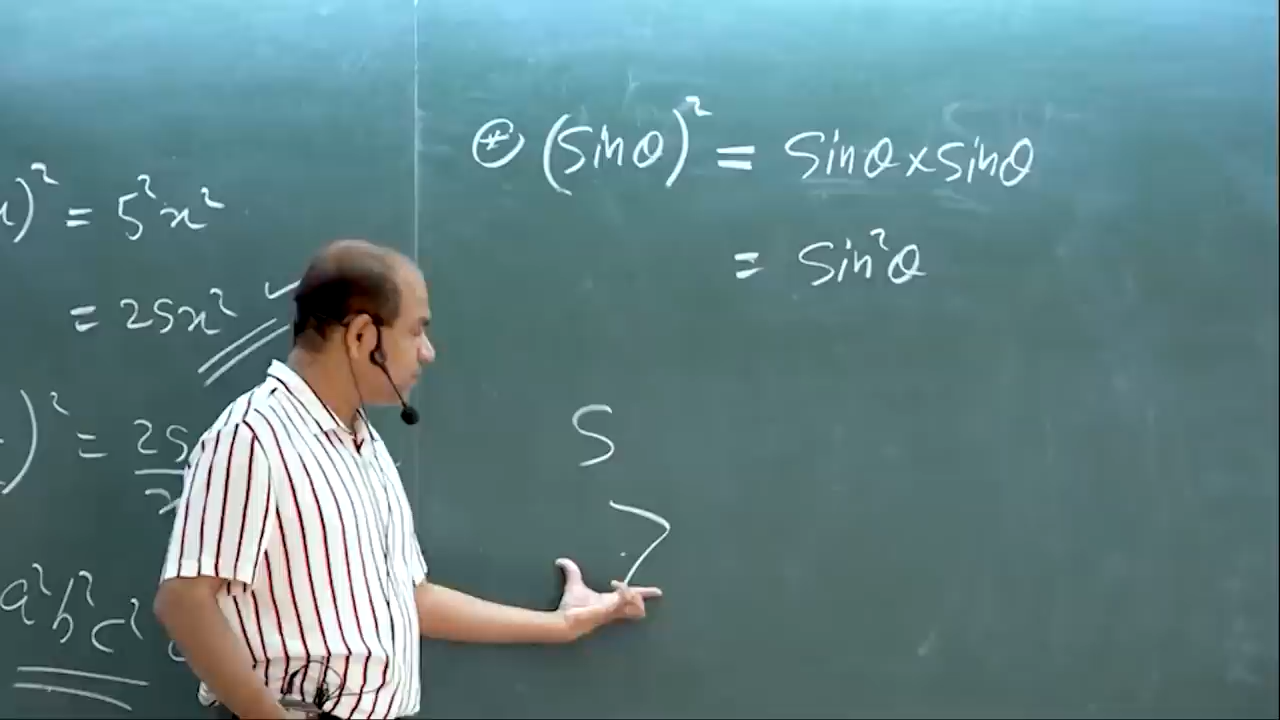 )² = 5²x²
= 25x² ✓
)² = 25
a²b²c²
⊛ (Sinθ)² = Sinθ×Sinθ
= Sin²θ
S